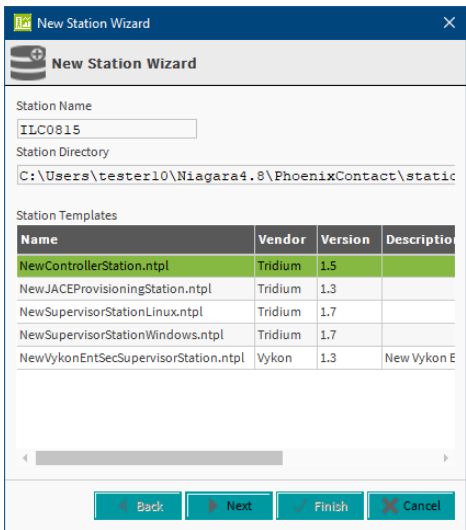 New Station Wizard
New Station Wizard
Station Name
ILC0815
Station Directory
C:\Users\tester10\Niagara4.8\PhoenixContact\static
Station Templates
Name Vendor Version Description
NewControllerStation.ntpl Tridium 1.5
NewJACEProvisioningStation.ntpl Tridium 1.3
NewSupervisorStationLinux.ntpl Tridium 1.7
NewSupervisorStationWindows.ntpl Tridium 1.7
NewVykonEntSecSupervisorStation.ntpl Vykon 1.3 New Vykon E
Back Next Finish Cancel